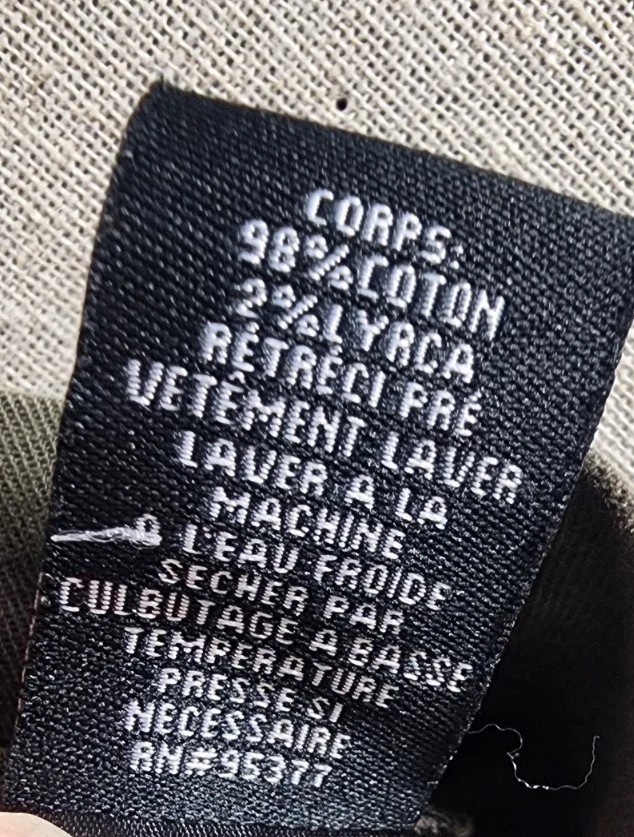 CORPS:
98%COTON
2%LYRCA
RÉTRÉCI PRÉ
VETÊMENT LAVER
LAVER A LA
MACHINE
À L'EAU FROIDE
SECHER PAR
CULBUTAGE A BASSE
TEMPERATURE
PRESSE SI
NECESSAIRE
RN#95377